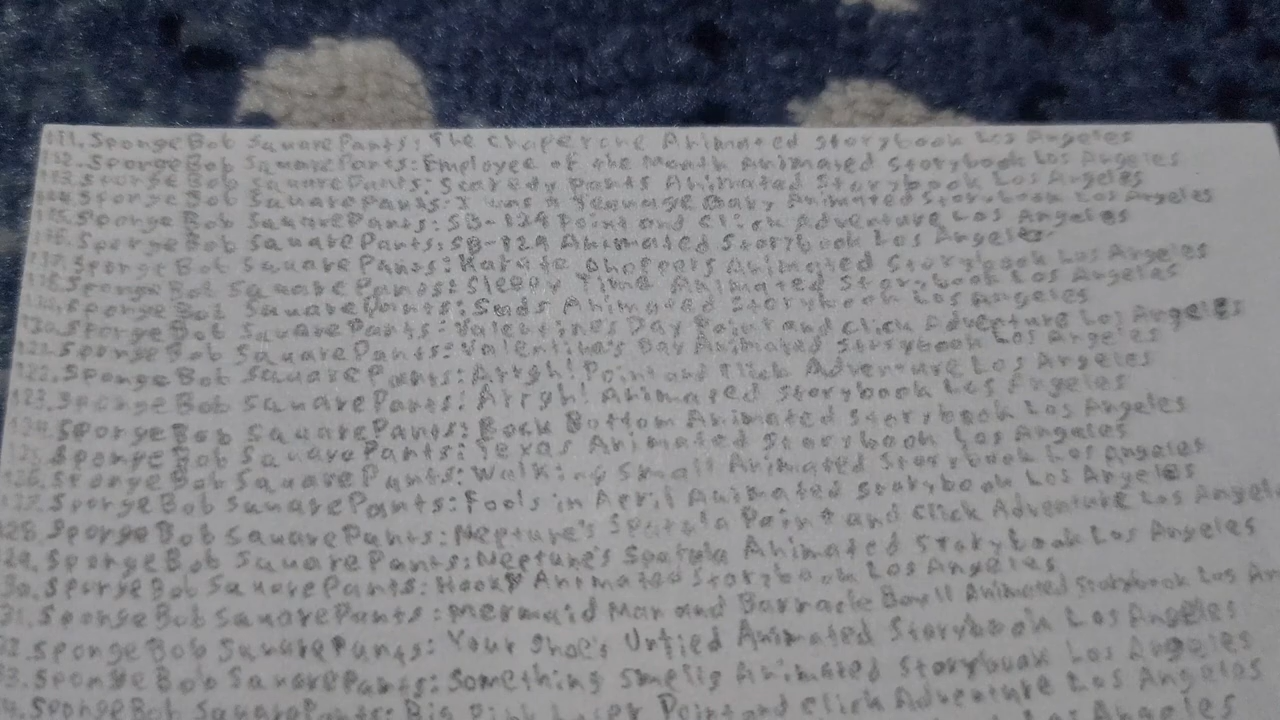 111. SpongeBob SquarePants: The Chaperone Animated Storybook Los Angeles
112. SpongeBob SquarePants: Employee of the Month Animated Storybook Los Angeles
113. SpongeBob SquarePants: Scaredy Pants Animated Storybook Los Angeles
114. SpongeBob SquarePants: I was a Teenage Gary Animated Storybook Los Angeles
115. SpongeBob SquarePants: SB-129 Point and Click Adventure Los Angeles
116. SpongeBob SquarePants: SB-129 Animated Storybook Los Angeles
117. SpongeBob SquarePants: Karate Choppers Animated Storybook Los Angeles
118. SpongeBob SquarePants: Sleepy Time Animated Storybook Los Angeles
119. SpongeBob SquarePants: Suds Animated Storybook Los Angeles
120. SpongeBob SquarePants: Valentine's Day Point and Click Adventure Los Angeles
121. SpongeBob SquarePants: Valentine's Day Animated Storybook Los Angeles
122. SpongeBob SquarePants: Arrgh! Point and Click Adventure Los Angeles
123. SpongeBob SquarePants: Arrgh! Animated Storybook Los Angeles
124. SpongeBob SquarePants: Rock Bottom Animated Storybook Los Angeles
125. SpongeBob SquarePants: Texas Animated Storybook Los Angeles
126. SpongeBob SquarePants: Walking Small Animated Storybook Los Angeles
127. SpongeBob SquarePants: Fools in April Animated Storybook Los Angeles
128. SpongeBob SquarePants: Neptune's Spatula Point and Click Adventure Los Angeles
129. SpongeBob SquarePants: Neptune's Spatula Animated Storybook Los Angeles
30. SpongeBob SquarePants: Hooky Animated Storybook Los Angeles
31. SpongeBob SquarePants: Mermaid Man and Barnacle Boy II Animated Storybook Los An
32. SpongeBob SquarePants: Your Shoe's Untied Animated Storybook Los Angeles
33. SpongeBob SquarePants: Something Smells Animated Storybook Los Angeles
4. SpongeBob SquarePants: Big Pink Loser Point and Click Adventure Los Angeles
Los Angeles